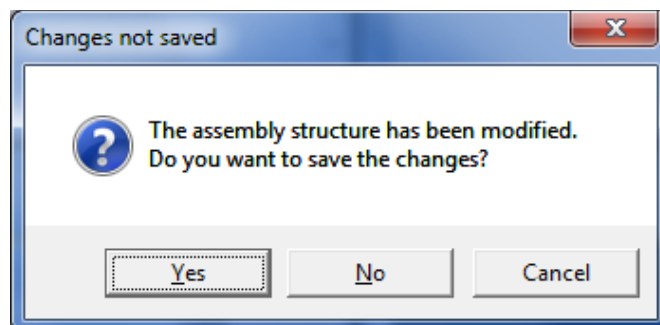 Changes not saved
The assembly structure has been modified.
Do you want to save the changes?
Yes
No
Cancel